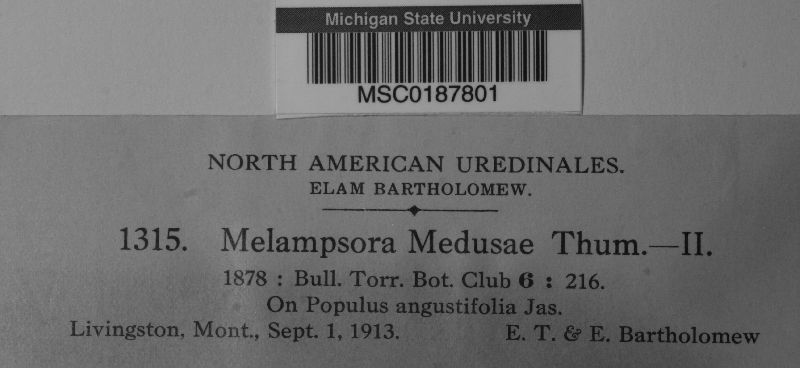 Michigan State University
MSC0187801
NORTH AMERICAN UREDINALES.
ELAM BARTHOLOMEW.
1315. Melampsora Medusae Thum.—II.
1878 : Bull. Torr. Bot. Club 6 : 216.
On Populus angustifolia Jas.
Livingston, Mont., Sept. 1, 1913. E. T. & E. Bartholomew